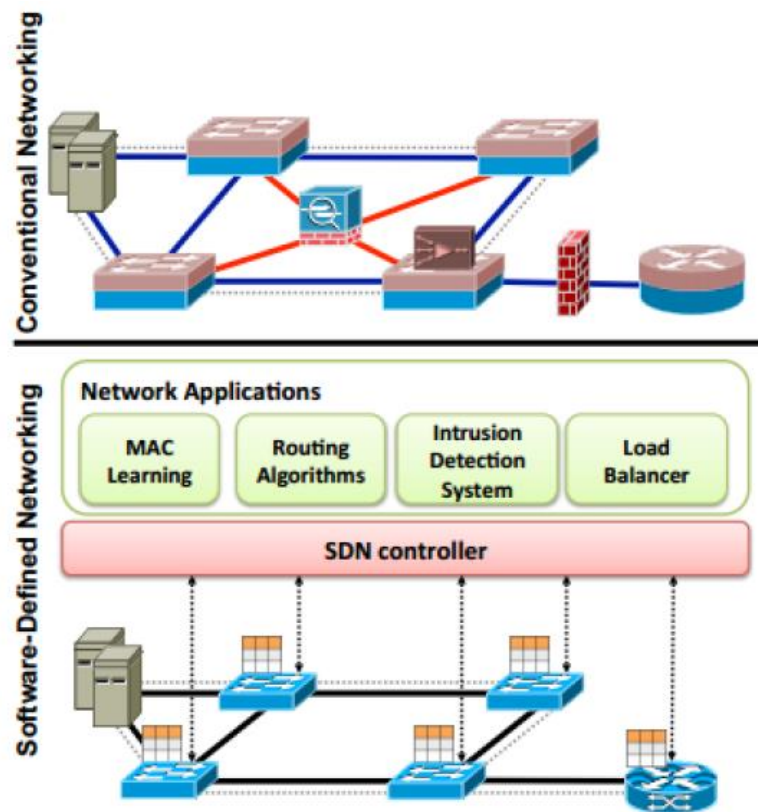 Conventional Networking
Software-Defined Networking
Network Applications
MAC
Learning
Routing
Algorithms
Intrusion
Detection
System
Load
Balancer
SDN controller